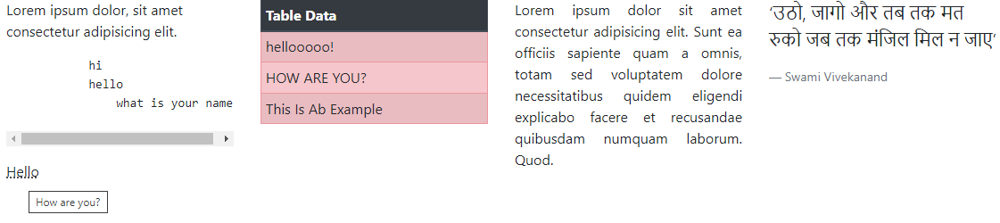 Lorem ipsum dolor, sit amet
consectetur adipisicing elit.
hi
hello
what is your name
Hello
How are you?
Table Data
hellooooo!
HOW ARE YOU?
This Is Ab Example
Lorem ipsum dolor sit amet
consectetur adipisicing elit. Sunt ea
officiis sapiente quam a omnis,
totam sed voluptatem dolore
necessitatibus quidem eligendi
explicabo facere et recusandae
quibusdam numquam laborum.
Quod.
‘उठो, जागो और तब तक मत
रुको जब तक मंजिल मिल न जाए’
— Swami Vivekanand